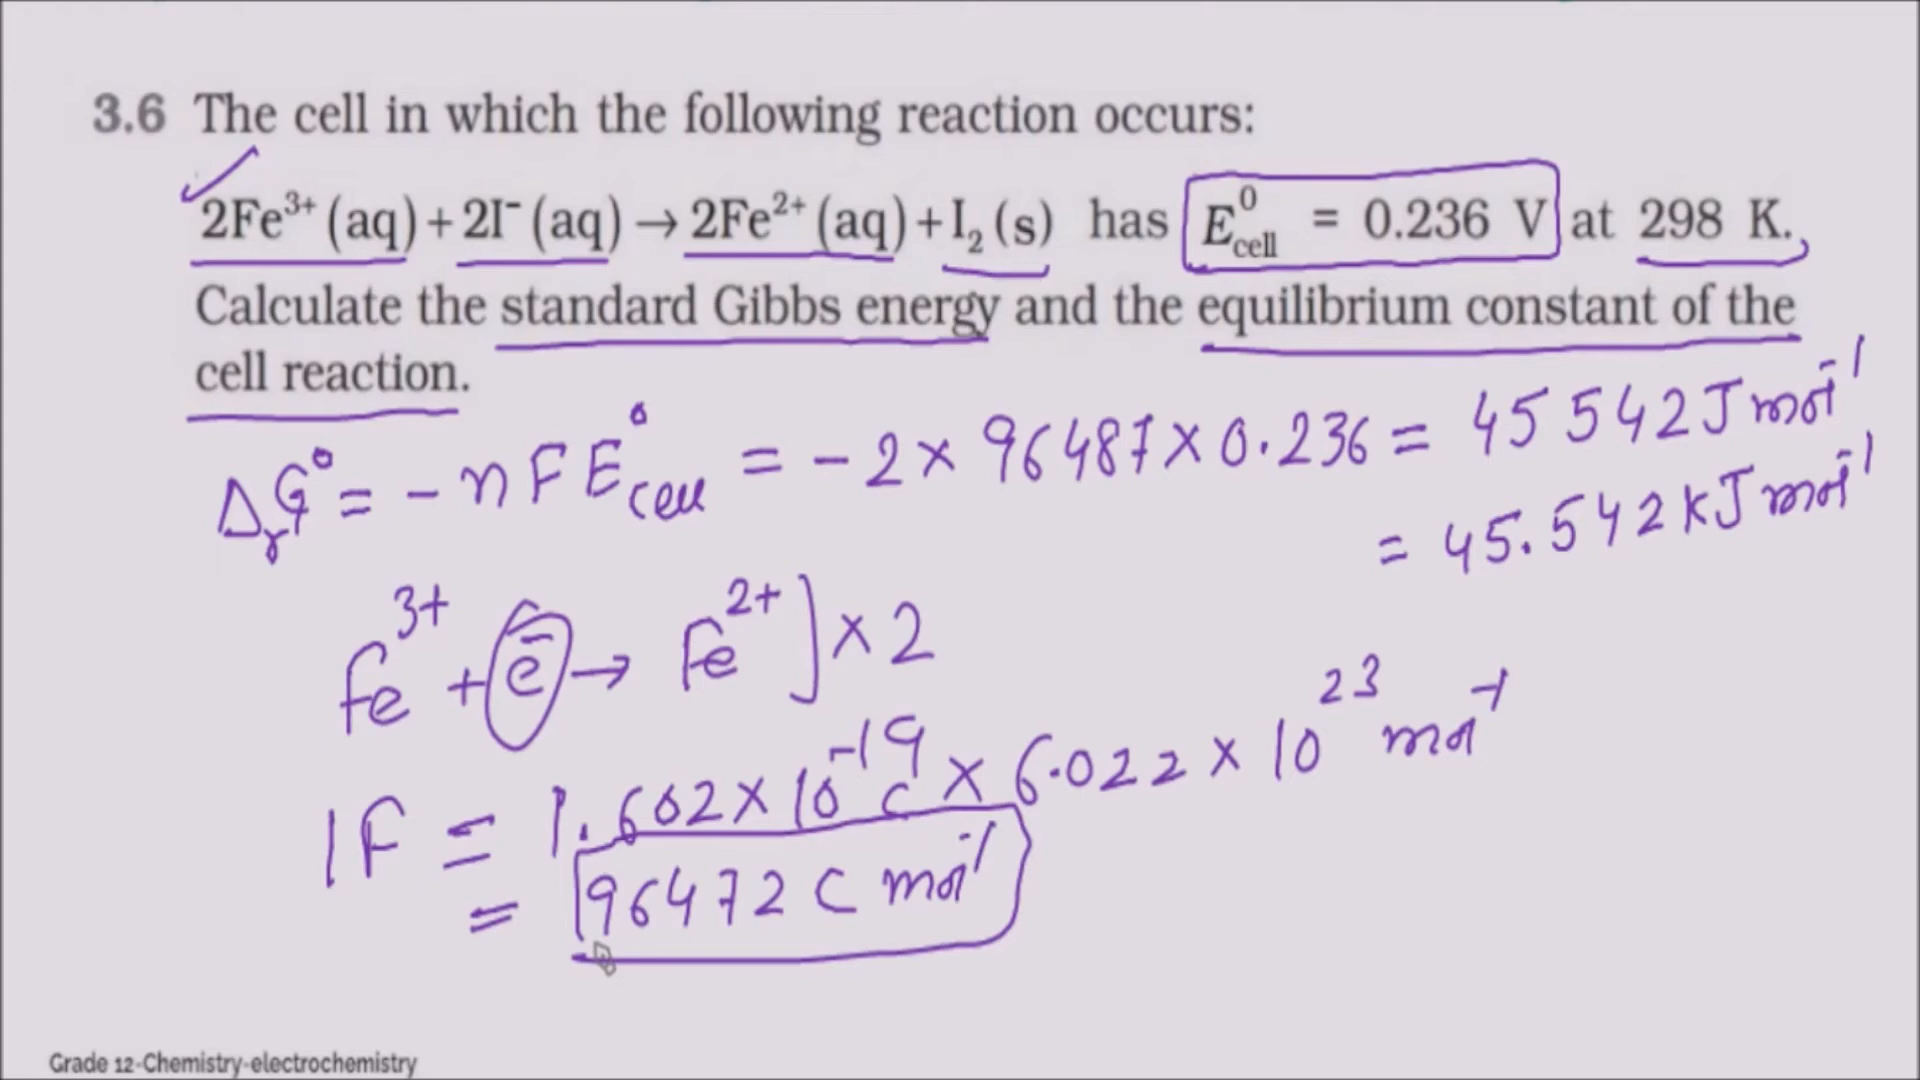 3.6 The cell in which the following reaction occurs:
2Fe³⁺(aq)+2I⁻(aq)→2Fe²⁺(aq)+I₂(s) has E⁰cell = 0.236 V at 298 K.
Calculate the standard Gibbs energy and the equilibrium constant of the
cell reaction.
ΔᵣG° = -nFE°cell = -2×96487×0.236 = 45542 J mol⁻¹
= 45.542 kJ mol⁻¹
Fe³⁺ + e⁻ → Fe²⁺]×2
1F = 1.602×10⁻¹⁹ C × 6.022×10²³ mol⁻¹
= 96472 C mol⁻¹
Grade 12-Chemistry-electrochemistry